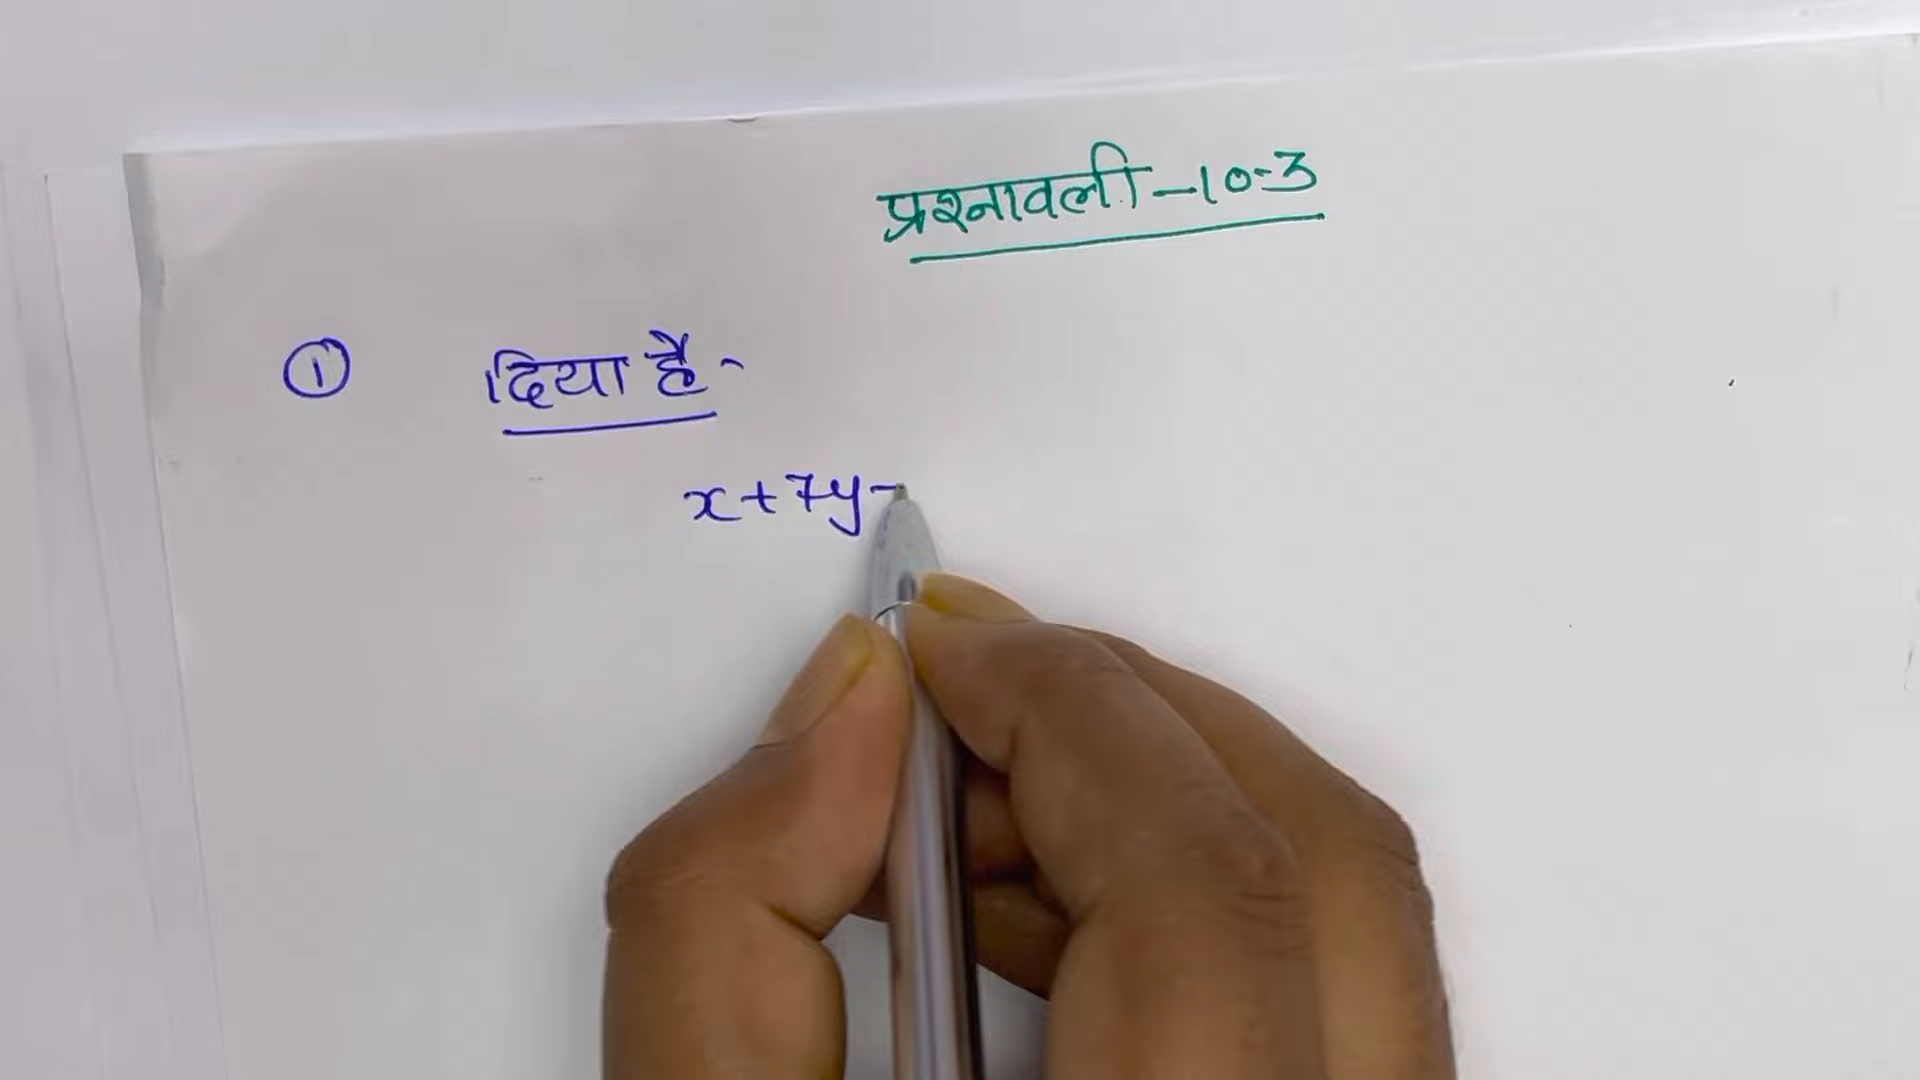 प्रश्नावली-10.3
① दिया है-
x+7y-